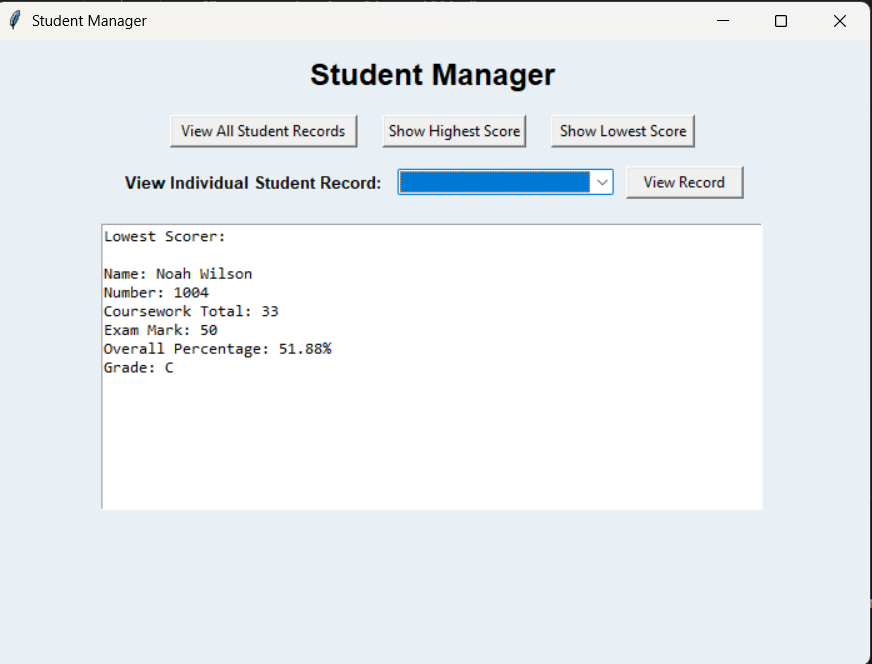 Student Manager
Student Manager
View All Student Records
Show Highest Score
Show Lowest Score
View Individual Student Record:
View Record
Lowest Scorer:
Name: Noah Wilson
Number: 1004
Coursework Total: 33
Exam Mark: 50
Overall Percentage: 51.88%
Grade: C